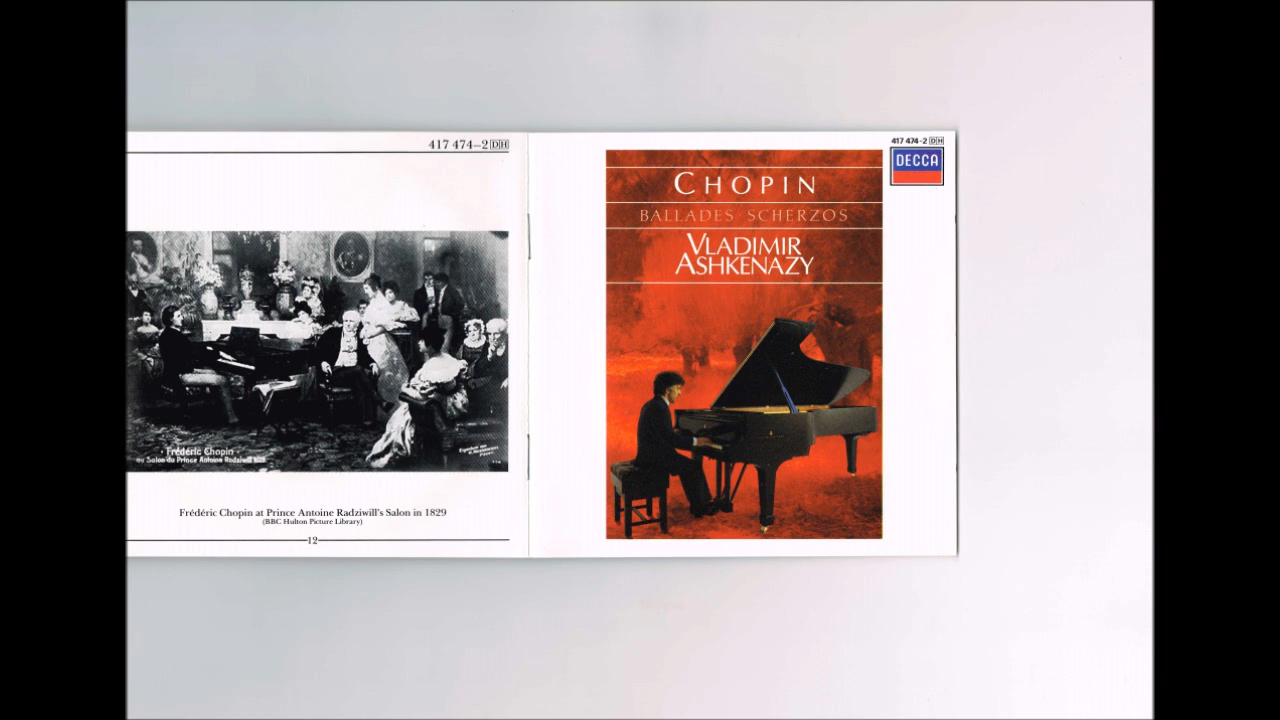 417 474–2 DH
• Frédéric Chopin •
au Salon du Prince Antoine Radziwill 1829
Frédéric Chopin at Prince Antoine Radziwill's Salon in 1829
(BBC Hulton Picture Library)
12
417 474-2 DH
DECCA
CHOPIN
BALLADES · SCHERZOS
VLADIMIR
ASHKENAZY